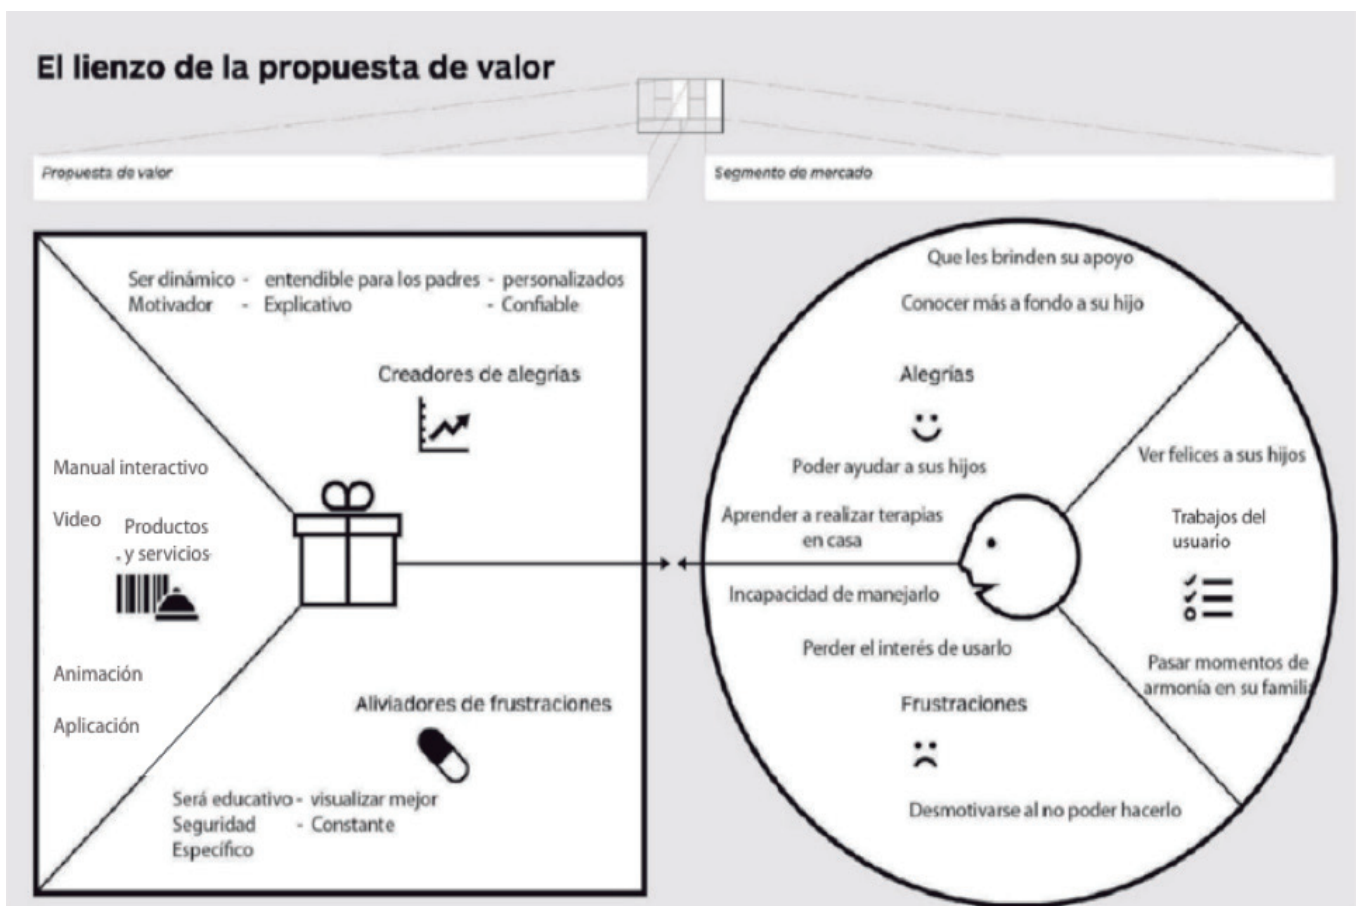 El lienzo de la propuesta de valor
Propuesta de valor
Segmento de mercado
Ser dinámico - entendible para los padres - personalizados
Motivador - Explicativo - Confiable
Creadores de alegrías
Manual interactivo
Video
Productos
. y servicios
Animación
Aplicación
Aliviadores de frustraciones
Será educativo - visualizar mejor
Seguridad - Constante
Específico
Que les brinden su apoyo
Conocer más a fondo a su hijo
Alegrías
Poder ayudar a sus hijos
Aprender a realizar terapias
en casa
Ver felices a sus hijos
Trabajos del
usuario
Pasar momentos de
armonía en su famili
Incapacidad de manejarlo
Perder el interés de usarlo
Frustraciones
Desmotivarse al no poder hacerlo